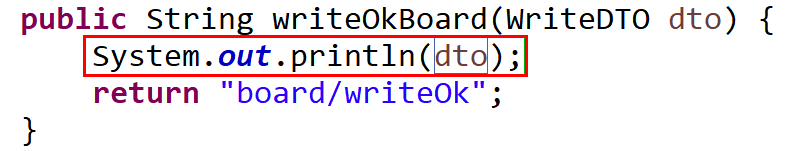 public String writeOkBoard(WriteDTO dto) {
System.out.println(dto);
return "board/writeOk";
}